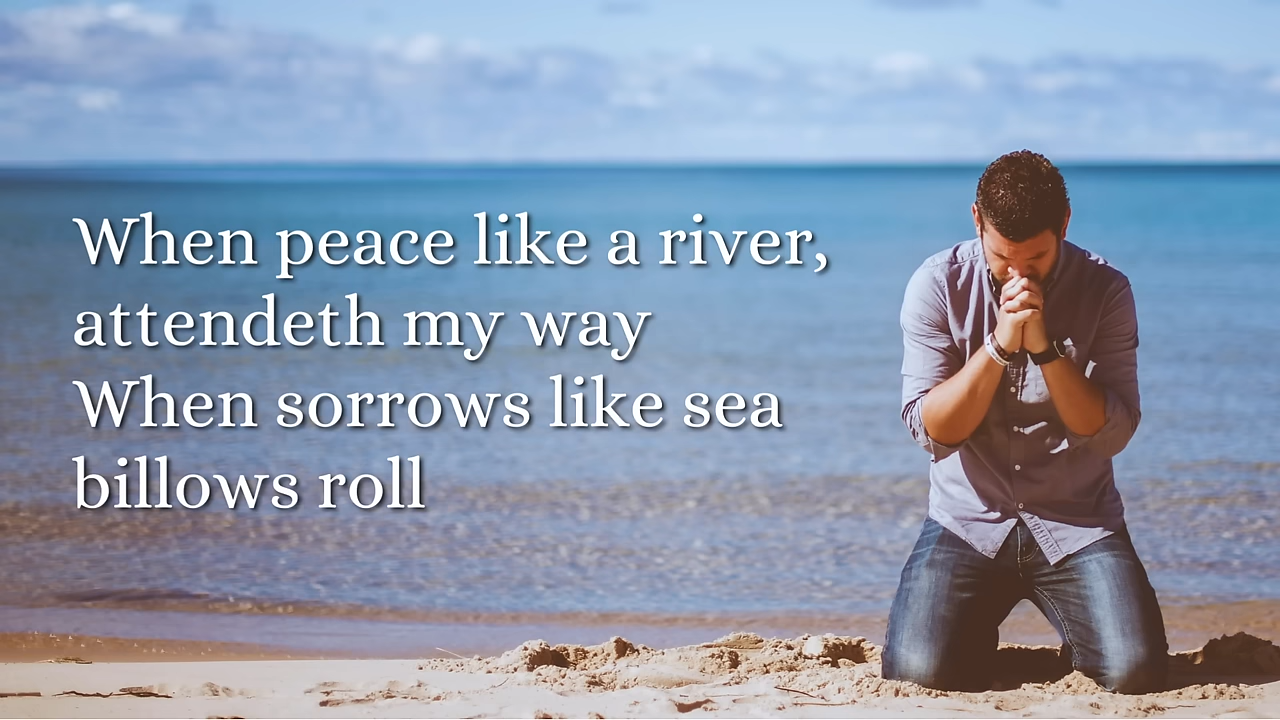 When peace like a river,
attendeth my way
When sorrows like sea
billows roll